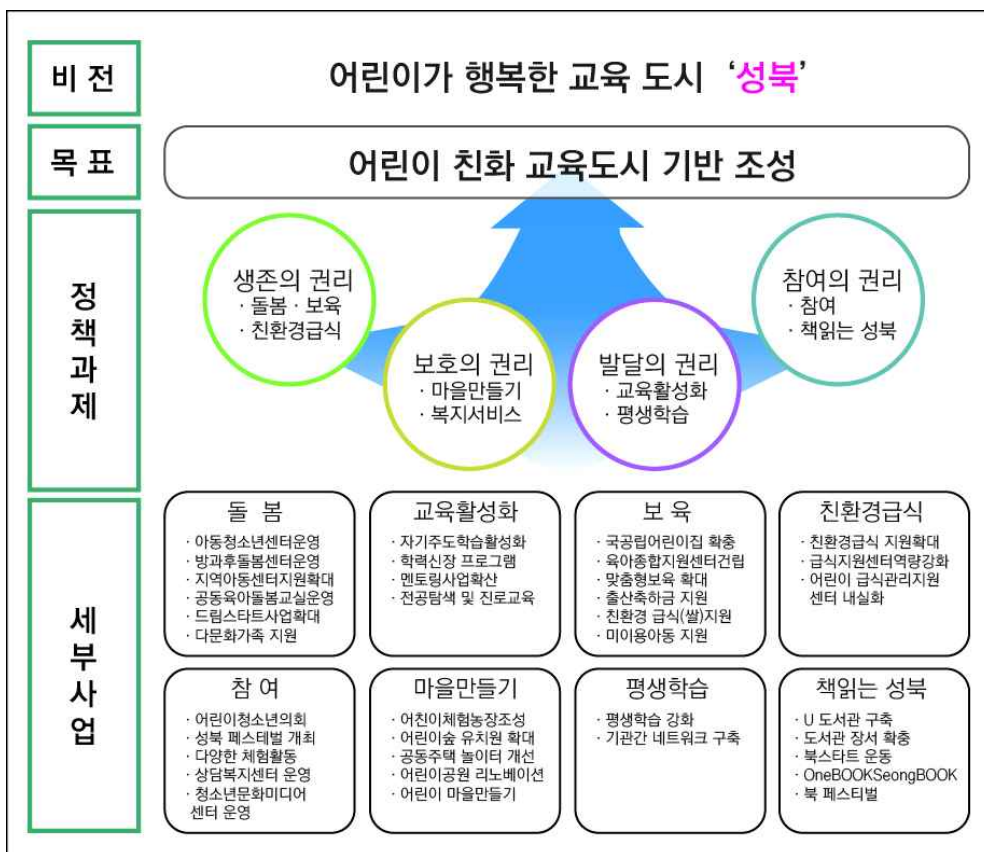 비 전
어린이가 행복한 교육 도시 ‘성북’
목 표
어린이 친화 교육도시 기반 조성
정책과제
생존의 권리
· 돌봄 · 보육
· 친환경급식
보호의 권리
· 마을만들기
· 복지서비스
발달의 권리
· 교육활성화
· 평생학습
참여의 권리
· 참여
· 책읽는 성북
세부사업
돌 봄
· 아동청소년센터운영
· 방과후돌봄센터운영
· 지역아동센터지원확대
· 공동육아돌봄교실운영
· 드림스타트사업확대
· 다문화가족 지원
교육활성화
· 자기주도학습활성화
· 학력신장 프로그램
· 멘토링사업확산
· 전공탐색 및 진로교육
보 육
· 국공립어린이집 확충
· 육아종합지원센터건립
· 맞춤형보육 확대
· 출산축하금 지원
· 친환경 급식(쌀)지원
· 미이용아동 지원
친환경급식
· 친환경급식 지원확대
· 급식지원센터역량강화
· 어린이 급식관리지원
센터 내실화
참 여
· 어린이청소년의회
· 성북 페스테벌 개최
· 다양한 체험활동
· 상담복지센터 운영
· 청소년문화미디어
센터 운영
마을만들기
· 어친이체험농장조성
· 어린이숲 유치원 확대
· 공동주택 놀이터 개선
· 어린이공원 리노베이션
· 어린이 마을만들기
평생학습
· 평생학습 강화
· 기관간 네트워크 구축
책읽는 성북
· U 도서관 구축
· 도서관 장서 확충
· 북스타트 운동
· OneBOOKSeongBOOK
· 북 페스티벌